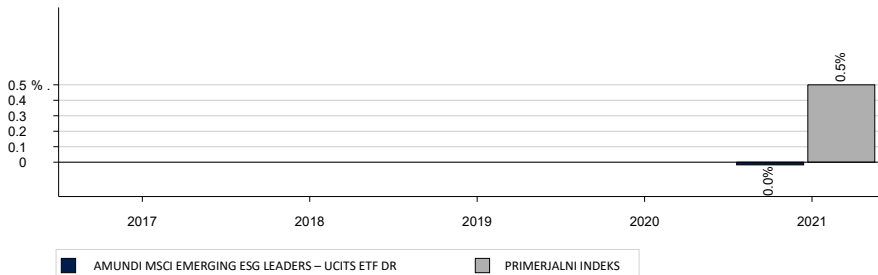 0.5%
0.5 % .
0.4
0.3
0.2
0.1
0
0.0%
2017 2018 2019 2020 2021
AMUNDI MSCI EMERGING ESG LEADERS – UCITS ETF DR PRIMERJALNI INDEKS